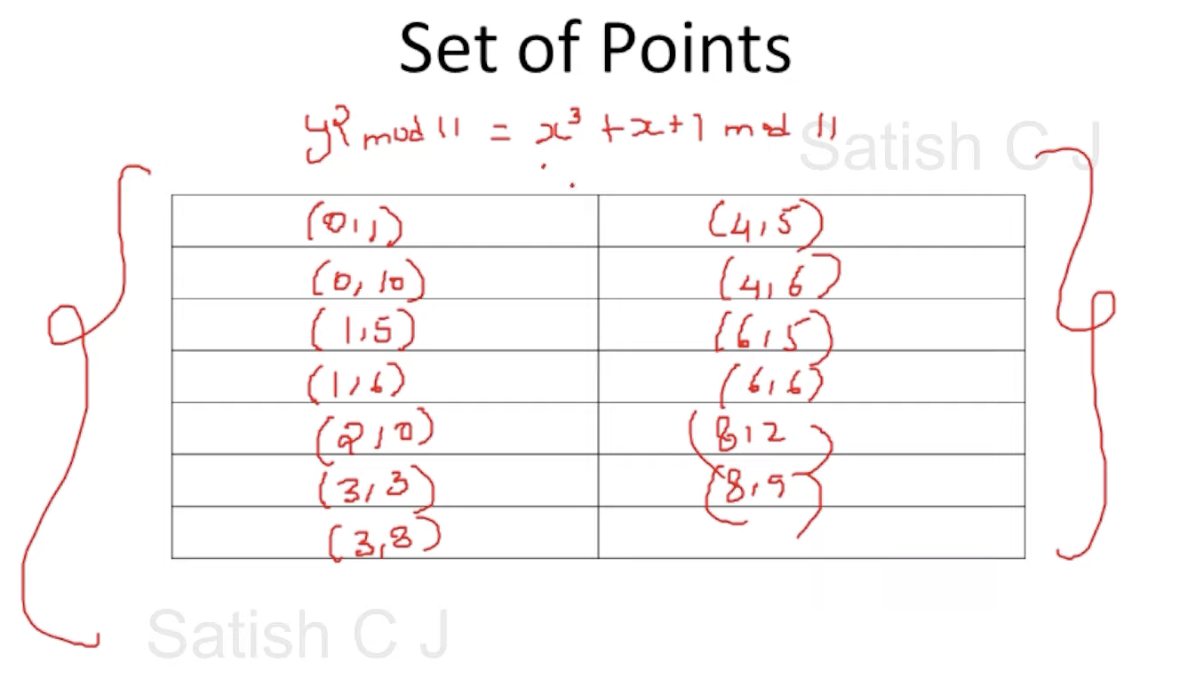 Set of Points
y² mod 11 = x³ + x + 1 mod 11
Satish C J
(0,1) (4,5)
(0,10) (4,6)
(1,5) (6,5)
(1,6) (6,6)
(2,0) (8,2)
(3,3) (8,9)
(3,8)
Satish C J